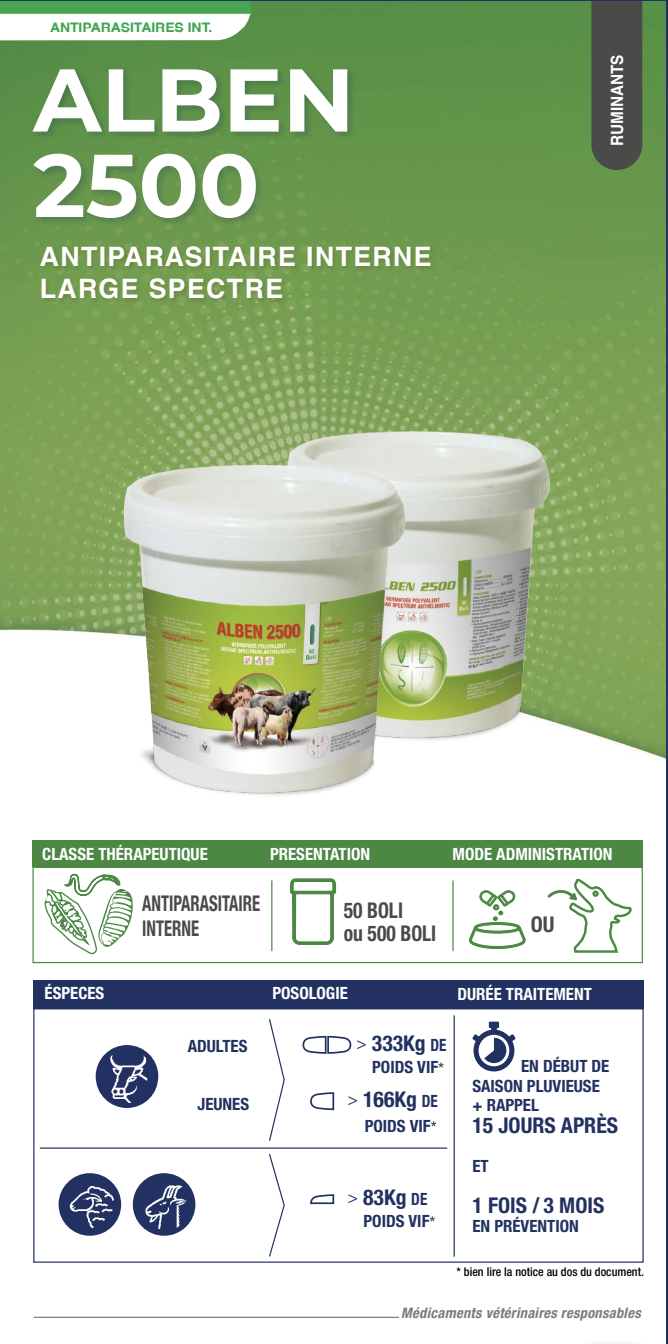 ANTIPARASITAIRES INT.
RUMINANTS
ALBEN
2500
ANTIPARASITAIRE INTERNE
LARGE SPECTRE
ALBEN 2500
VERMIFUGE POLYVALENT
BROAD SPECTRUM ANTHELMINTIC
50
Boli
LBEN 2500
VERMIFUGE POLYVALENT
AD SPECTRUM ANTHELMINTIC
50
Boli
CLASSE THÉRAPEUTIQUE
PRESENTATION
MODE ADMINISTRATION
ANTIPARASITAIRE
INTERNE
50 BOLI
ou 500 BOLI
OU
ÉSPECES
POSOLOGIE
DURÉE TRAITEMENT
ADULTES
> 333Kg DE
POIDS VIF*
JEUNES
> 166Kg DE
POIDS VIF*
> 83Kg DE
POIDS VIF*
EN DÉBUT DE
SAISON PLUVIEUSE
+ RAPPEL
15 JOURS APRÈS
ET
1 FOIS / 3 MOIS
EN PRÉVENTION
* bien lire la notice au dos du document.
Médicaments vétérinaires responsables